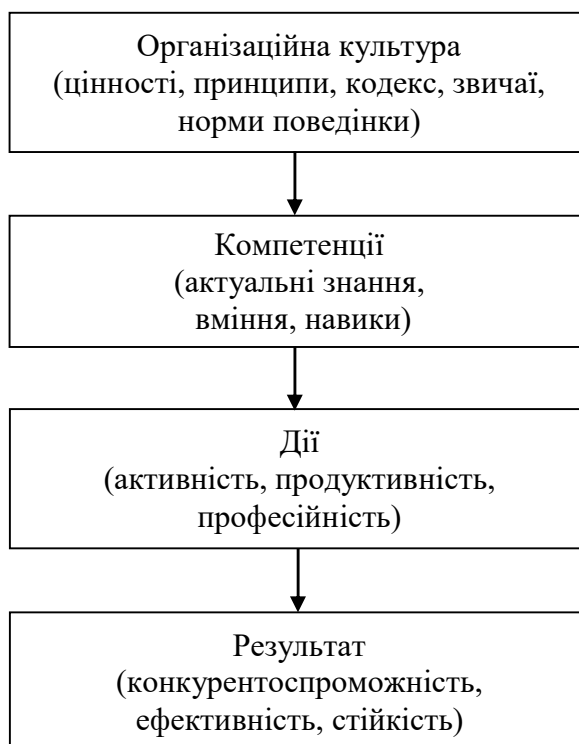 Організаційна культура
(цінності, принципи, кодекс, звичаї,
норми поведінки)
Компетенції
(актуальні знання,
вміння, навики)
Дії
(активність, продуктивність,
професійність)
Результат
(конкурентоспроможність,
ефективність, стійкість)